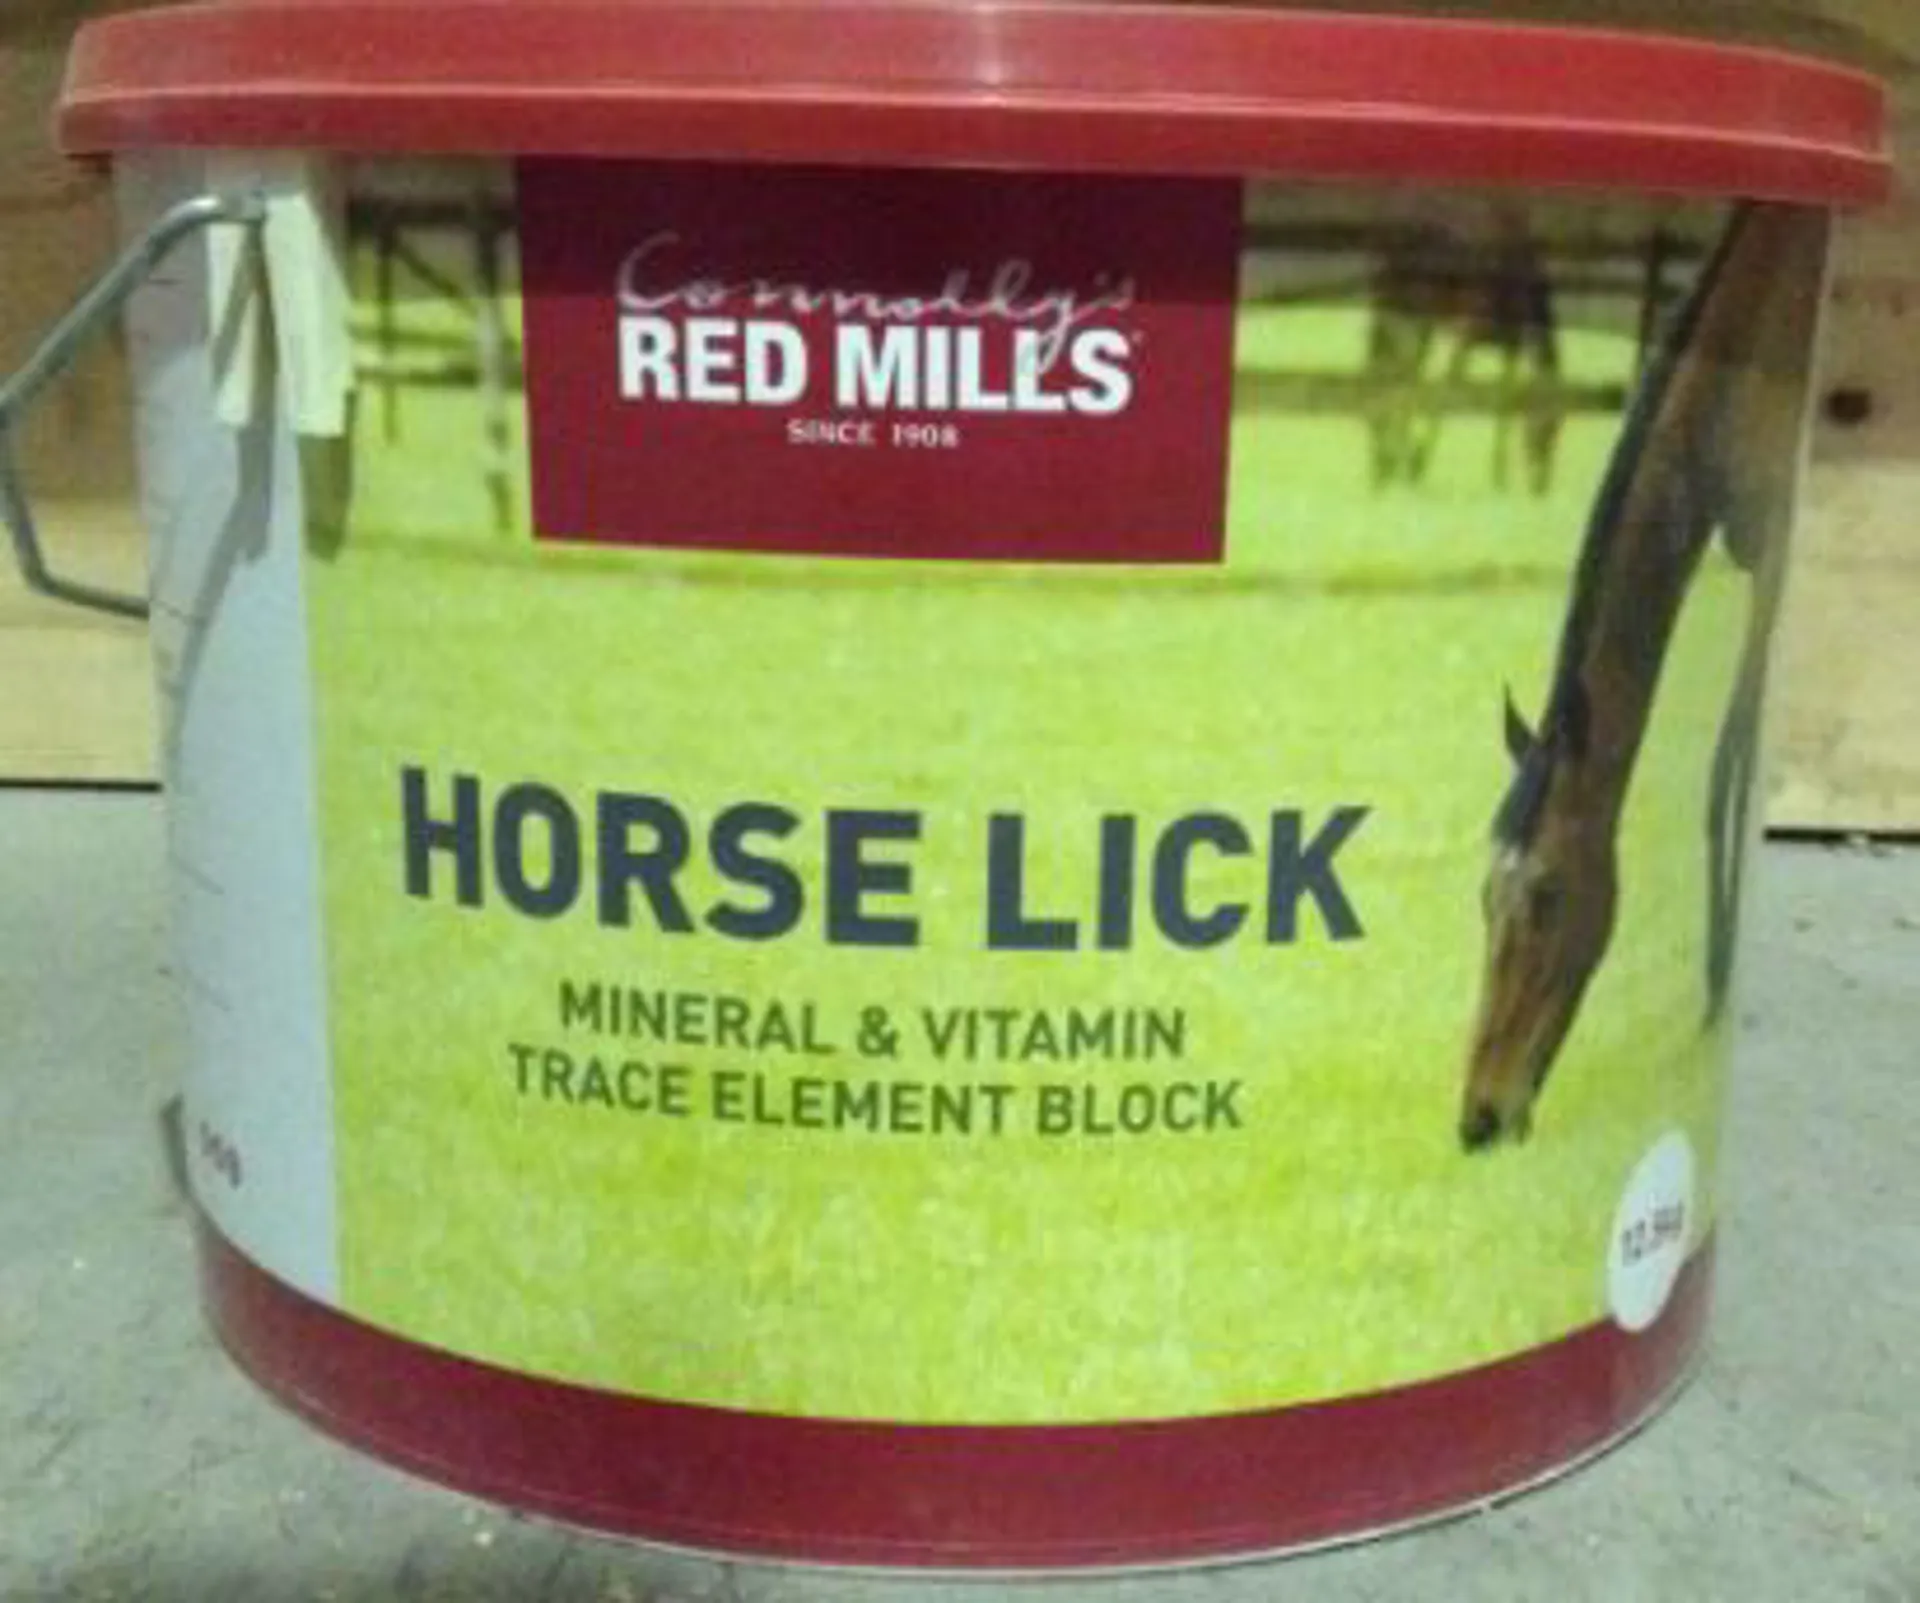 Connolly's
RED MILLS
SINCE 1908
HORSE LICK
MINERAL & VITAMIN
TRACE ELEMENT BLOCK